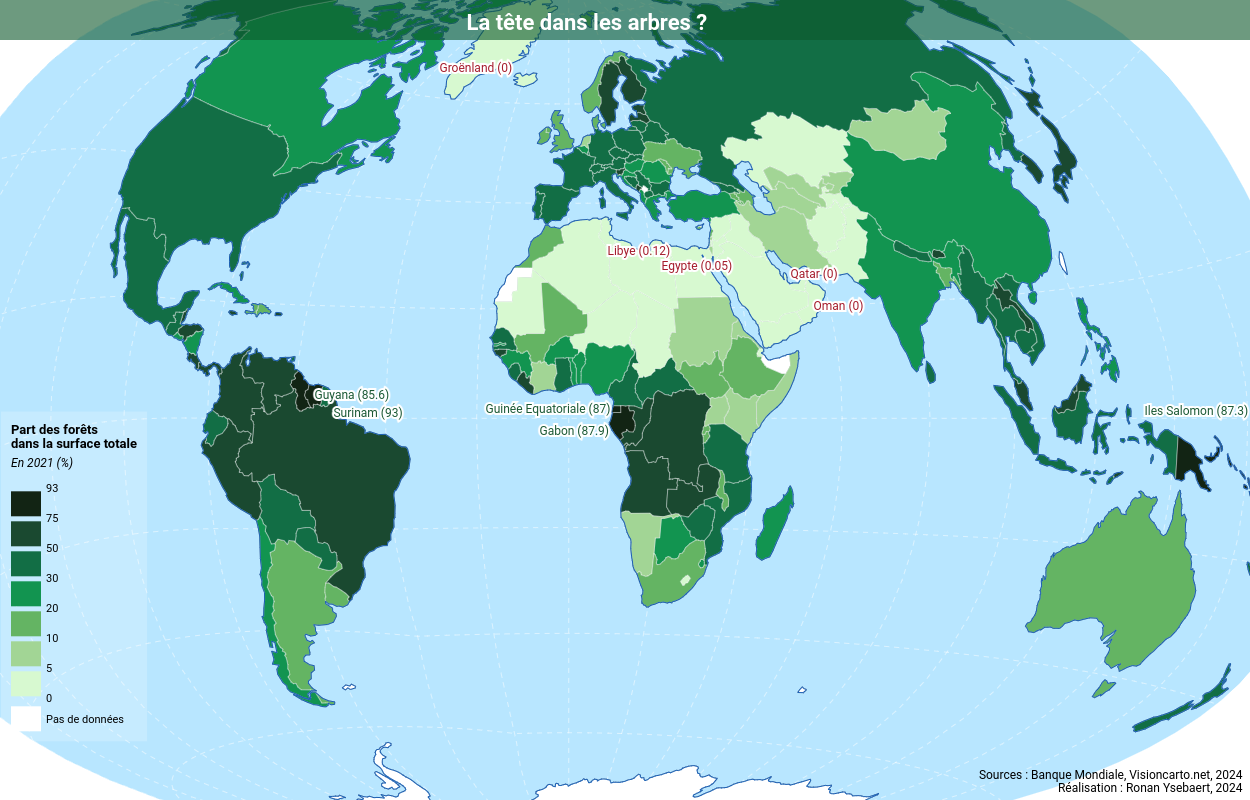 La tête dans les arbres ?
Groënland (0)
Libye (0.12)
Egypte (0.05)
Qatar (0)
Oman (0)
Guyana (85.6)
Surinam (93)
Guinée Equatoriale (87)
Gabon (87.9)
Iles Salomon (87.3)
Part des forêts
dans la surface totale
En 2021 (%)
93
75
50
30
20
10
5
0
Pas de données
Sources : Banque Mondiale, Visioncarto.net, 2024
Réalisation : Ronan Ysebaert, 2024